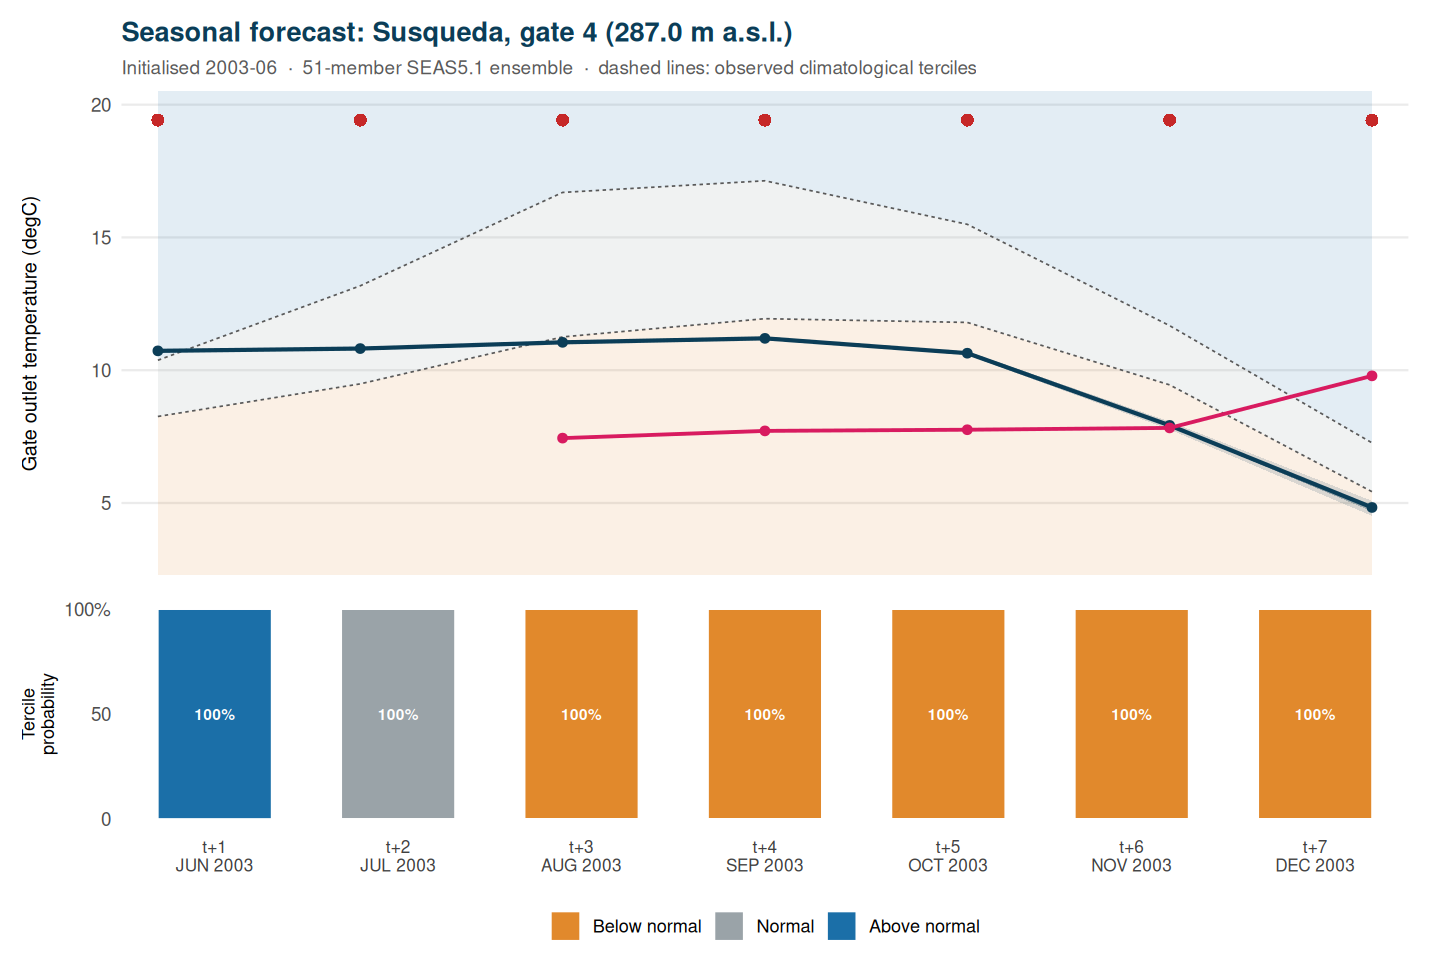 Seasonal forecast: Susqueda, gate 4 (287.0 m a.s.l.)
Initialised 2003-06 · 51-member SEAS5.1 ensemble · dashed lines: observed climatological terciles
Gate outlet temperature (degC)
20
15
10
5
Tercile
probability
100%
50
0
100% 100% 100% 100% 100% 100% 100%
t+1 t+2 t+3 t+4 t+5 t+6 t+7
JUN 2003 JUL 2003 AUG 2003 SEP 2003 OCT 2003 NOV 2003 DEC 2003
Below normal Normal Above normal